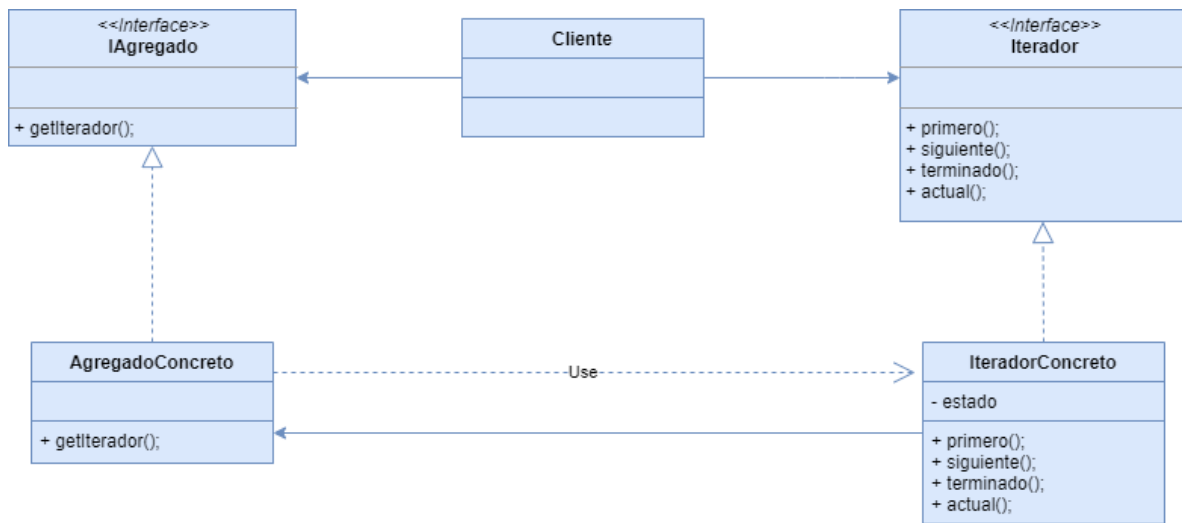 <<Interface>>
IAgregado
+ getIterador();
Cliente
<<Interface>>
Iterador
+ primero();
+ siguiente();
+ terminado();
+ actual();
AgregadoConcreto
+ getIterador();
Use
IteradorConcreto
- estado
+ primero();
+ siguiente();
+ terminado();
+ actual();